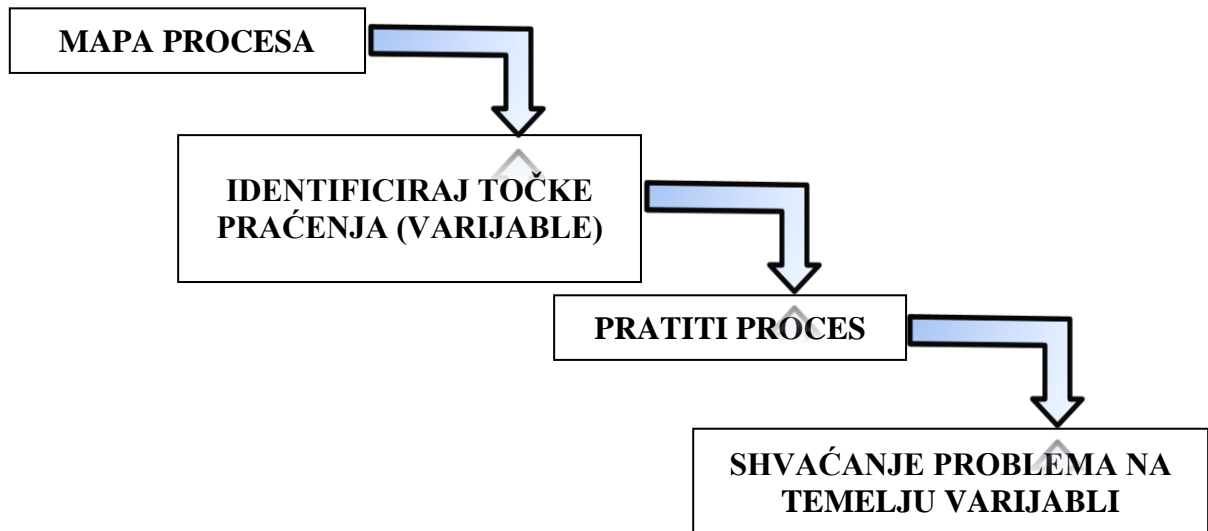 MAPA PROCESA
IDENTIFICIRAJ TOČKE
PRAĆENJA (VARIJABLE)
PRATITI PROCES
SHVAĆANJE PROBLEMA NA
TEMELJU VARIJABLI